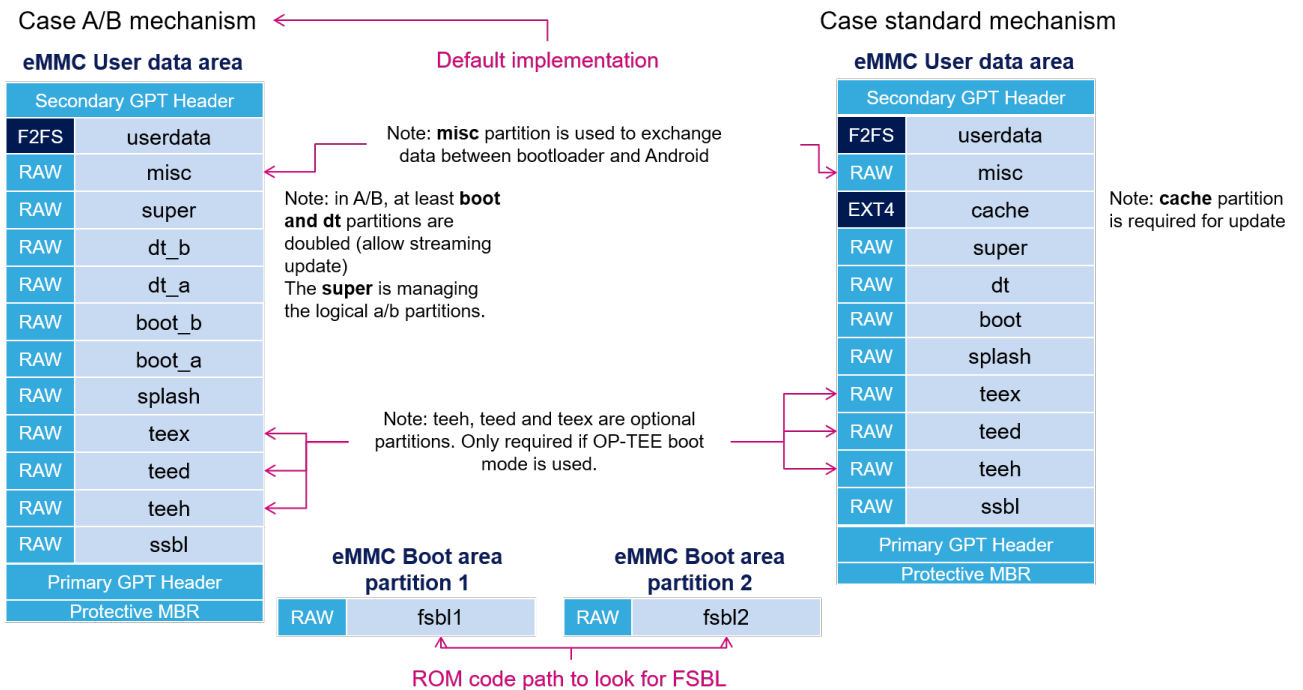 Case A/B mechanism
Default implementation
Case standard mechanism
eMMC User data area
Secondary GPT Header
F2FS userdata
RAW misc
RAW super
RAW dt_b
RAW dt_a
RAW boot_b
RAW boot_a
RAW splash
RAW teex
RAW teed
RAW teeh
RAW ssbl
Primary GPT Header
Protective MBR
Note: misc partition is used to exchange
data between bootloader and Android
Note: in A/B, at least boot
and dt partitions are
doubled (allow streaming
update)
The super is managing
the logical a/b partitions.
Note: teeh, teed and teex are optional
partitions. Only required if OP-TEE boot
mode is used.
eMMC Boot area
partition 1
RAW fsbl1
eMMC Boot area
partition 2
RAW fsbl2
ROM code path to look for FSBL
eMMC User data area
Secondary GPT Header
F2FS userdata
RAW misc
EXT4 cache
RAW super
RAW dt
RAW boot
RAW splash
RAW teex
RAW teed
RAW teeh
RAW ssbl
Primary GPT Header
Protective MBR
Note: cache partition
is required for update